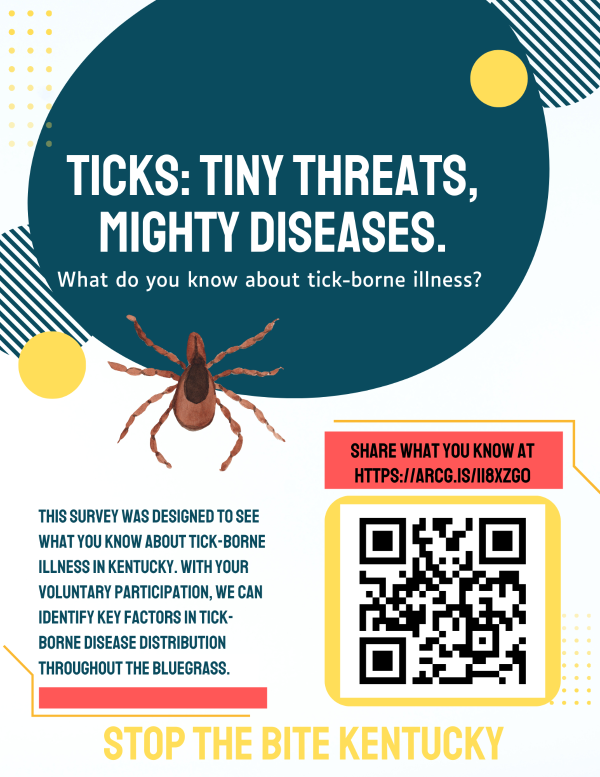 TICKS: TINY THREATS,
MIGHTY DISEASES.
What do you know about tick-borne illness?
SHARE WHAT YOU KNOW AT
HTTPS://ARCG.IS/1I8XZG0
THIS SURVEY WAS DESIGNED TO SEE
WHAT YOU KNOW ABOUT TICK-BORNE
ILLNESS IN KENTUCKY. WITH YOUR
VOLUNTARY PARTICIPATION, WE CAN
IDENTIFY KEY FACTORS IN TICK-
BORNE DISEASE DISTRIBUTION
THROUGHOUT THE BLUEGRASS.
STOP THE BITE KENTUCKY